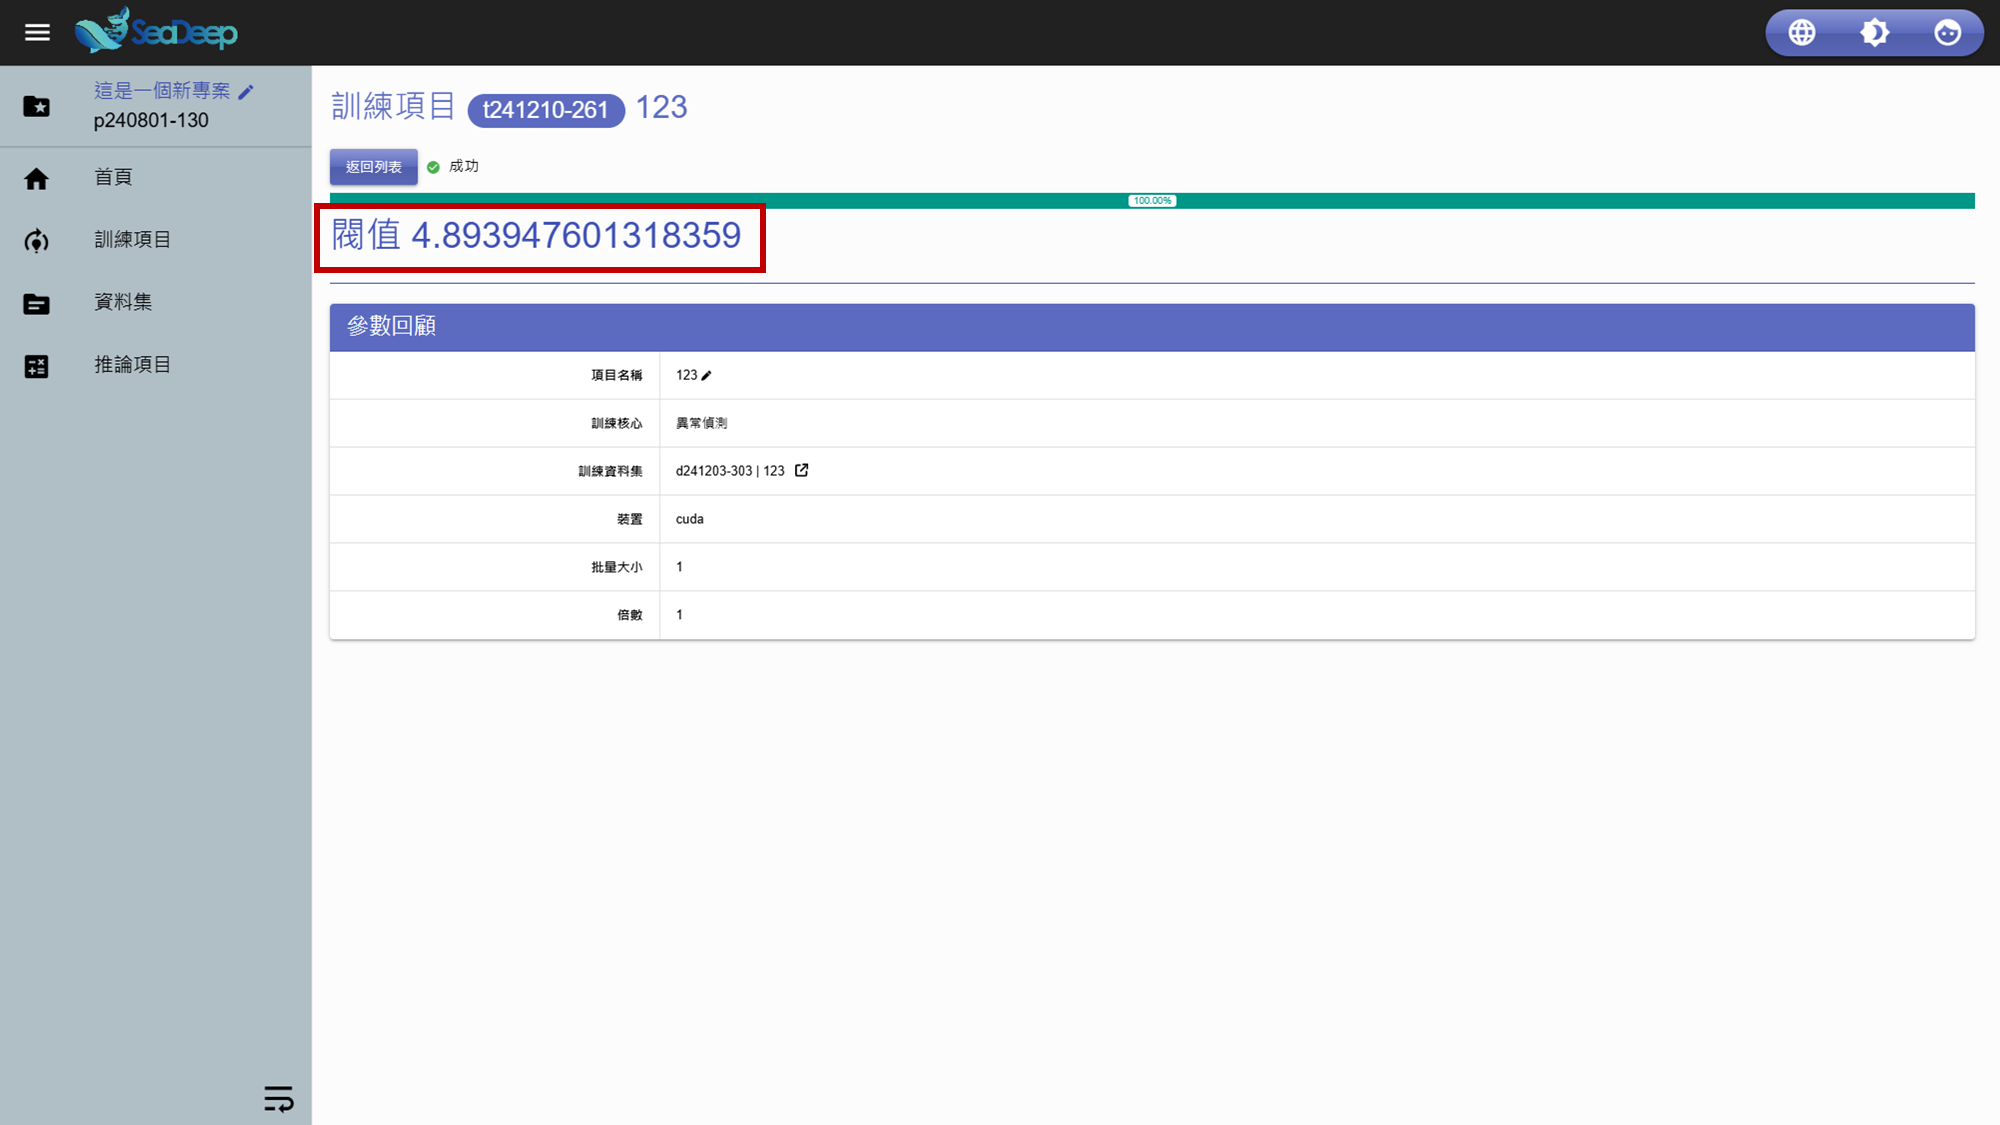 SeaDeep
這是一個新專案
p240801-130
首頁
訓練項目
資料集
推論項目
訓練項目 t241210-261 123
返回列表 成功
100.00%
閥值 4.893947601318359
參數回顧
項目名稱 123
訓練核心 異常偵測
訓練資料集 d241203-303 | 123
裝置 cuda
批量大小 1
倍數 1